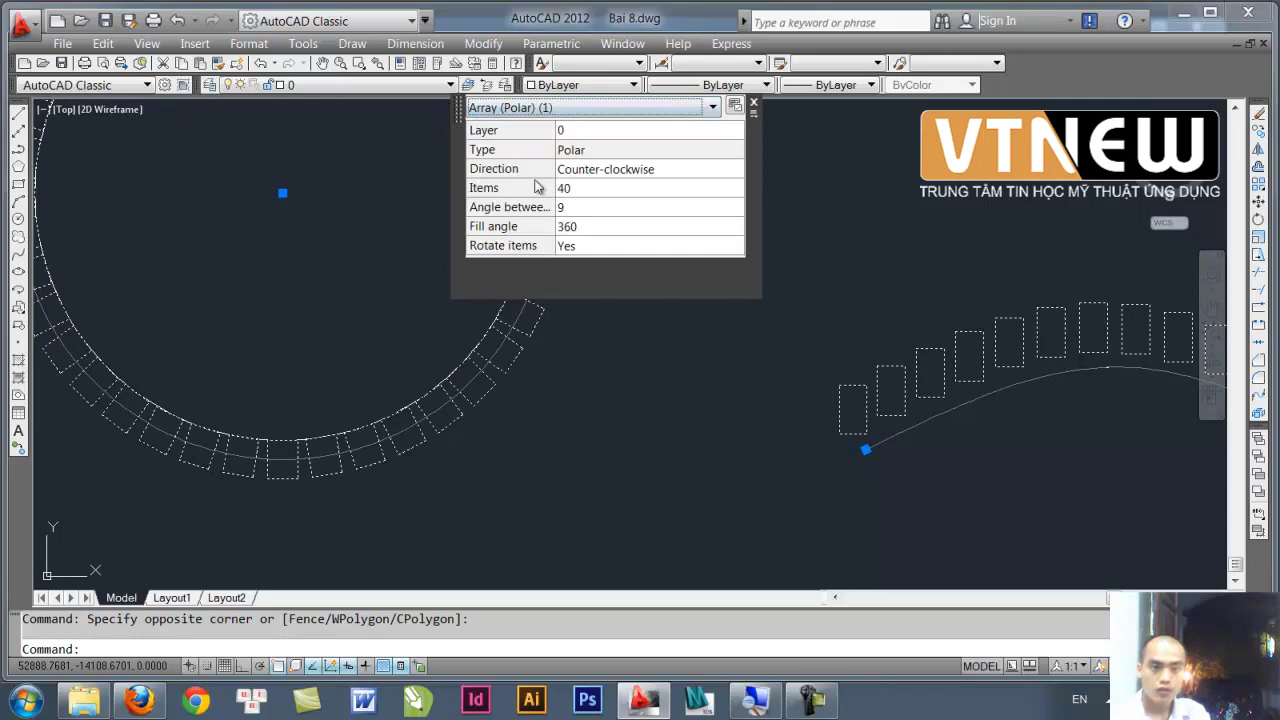 AutoCAD Classic
AutoCAD 2012 Bai 8.dwg
Type a keyword or phrase
Sign In
File Edit View Insert Format Tools Draw Dimension Modify Parametric Window Help Express
AutoCAD Classic
0
ByLayer
ByLayer
ByLayer
ByColor
[−][Top][2D Wireframe]
Array (Polar) (1)
Layer 0
Type Polar
Direction Counter-clockwise
Items 40
Angle betwee... 9
Fill angle 360
Rotate items Yes
VTNEW
TRUNG TÂM TIN HỌC MỸ THUẬT ỨNG DỤNG
WCS
Y
X
Model Layout1 Layout2
Command: Specify opposite corner or [Fence/WPolygon/CPolygon]:
Command:
52888.7681, -14108.6701, 0.0000
MODEL
1:1
EN